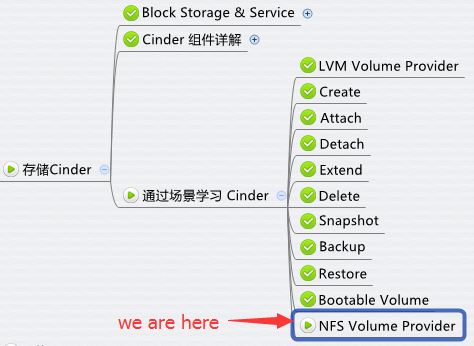 Block Storage & Service
Cinder 组件详解
LVM Volume Provider
Create
Attach
Detach
存储Cinder
Extend
通过场景学习 Cinder
Delete
Snapshot
Backup
Restore
Bootable Volume
we are here
NFS Volume Provider